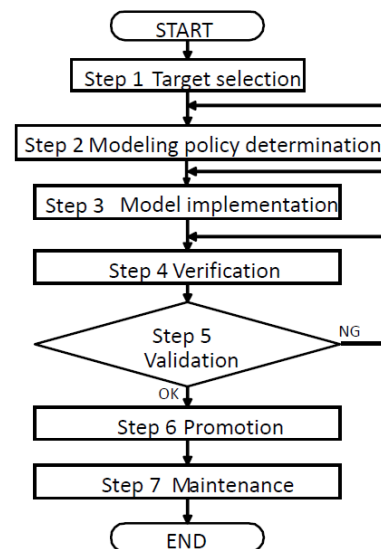 START
Step 1 Target selection
Step 2 Modeling policy determination
Step 3 Model implementation
Step 4 Verification
Step 5
Validation
NG
OK
Step 6 Promotion
Step 7 Maintenance
END